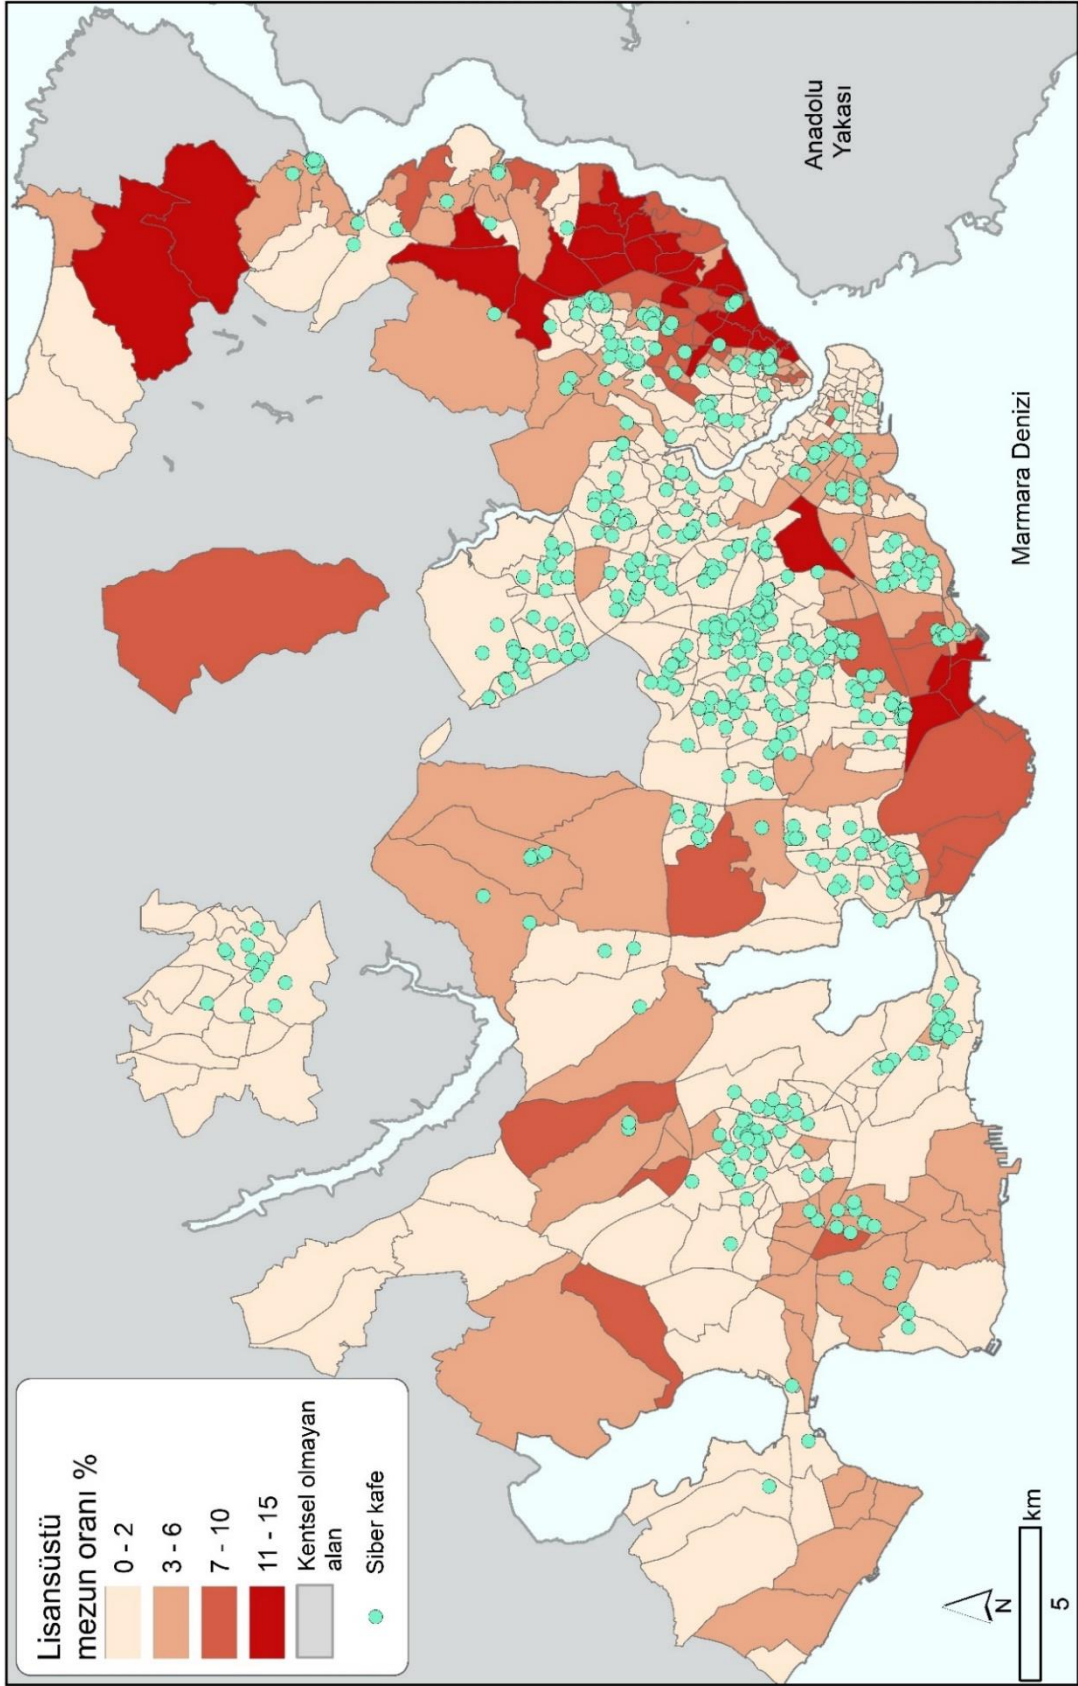 Lisansüstü
mezun oranı %
0 - 2
3 - 6
7 - 10
11 - 15
Kentsel olmayan
alan
Siber kafe
Anadolu
Yakası
Marmara Denizi
N
km
5